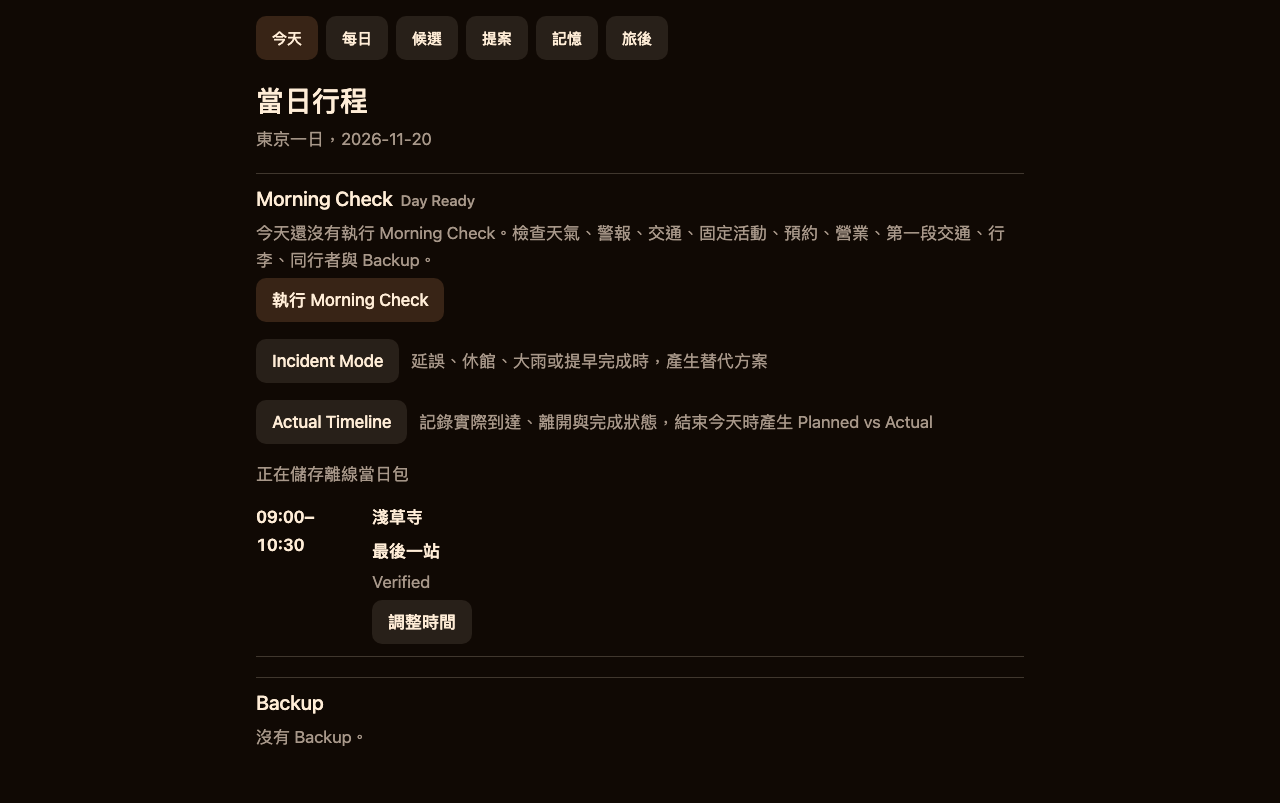 今天 每日 候選 提案 記憶 旅後
當日行程
東京一日，2026-11-20
Morning Check Day Ready
今天還沒有執行 Morning Check。檢查天氣、警報、交通、固定活動、預約、營業、第一段交通、行
李、同行者與 Backup。
執行 Morning Check
Incident Mode 延誤、休館、大雨或提早完成時，產生替代方案
Actual Timeline 記錄實際到達、離開與完成狀態，結束今天時產生 Planned vs Actual
正在儲存離線當日包
09:00– 淺草寺
10:30 最後一站
Verified
調整時間
Backup
沒有 Backup。